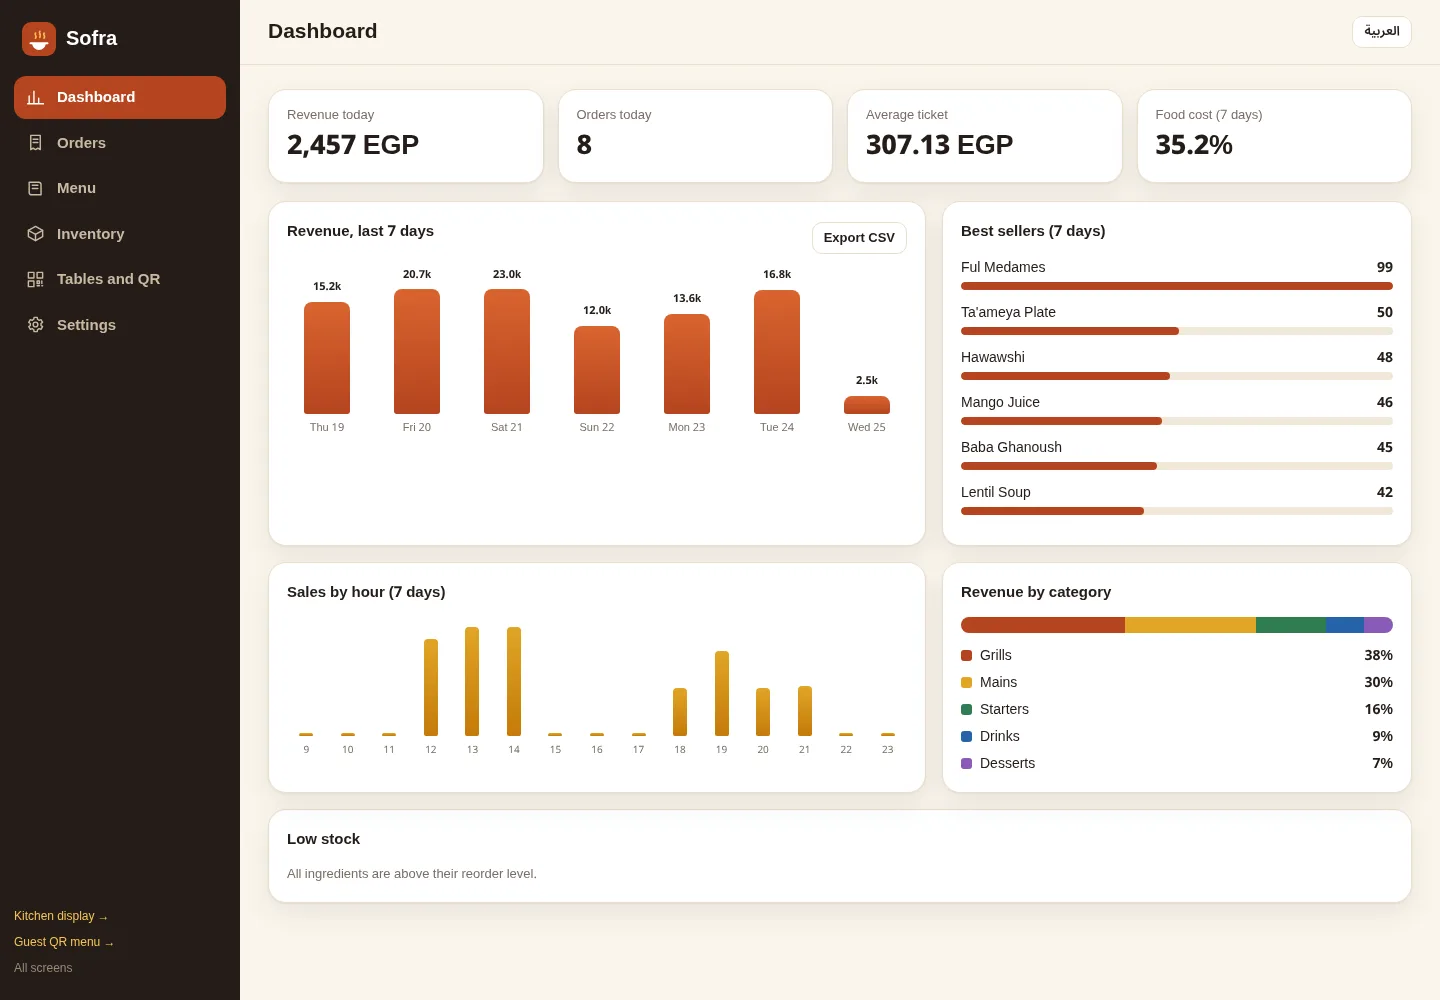 Sofra
Dashboard
Orders
Menu
Inventory
Tables and QR
Settings
Kitchen display →
Guest QR menu →
All screens
Dashboard
العربية
Revenue today
2,457 EGP
Orders today
8
Average ticket
307.13 EGP
Food cost (7 days)
35.2%
Revenue, last 7 days
Export CSV
15.2k 20.7k 23.0k 12.0k 13.6k 16.8k 2.5k
Thu 19 Fri 20 Sat 21 Sun 22 Mon 23 Tue 24 Wed 25
Best sellers (7 days)
Ful Medames 99
Ta'ameya Plate 50
Hawawshi 48
Mango Juice 46
Baba Ghanoush 45
Lentil Soup 42
Sales by hour (7 days)
9 10 11 12 13 14 15 16 17 18 19 20 21 22 23
Revenue by category
Grills 38%
Mains 30%
Starters 16%
Drinks 9%
Desserts 7%
Low stock
All ingredients are above their reorder level.